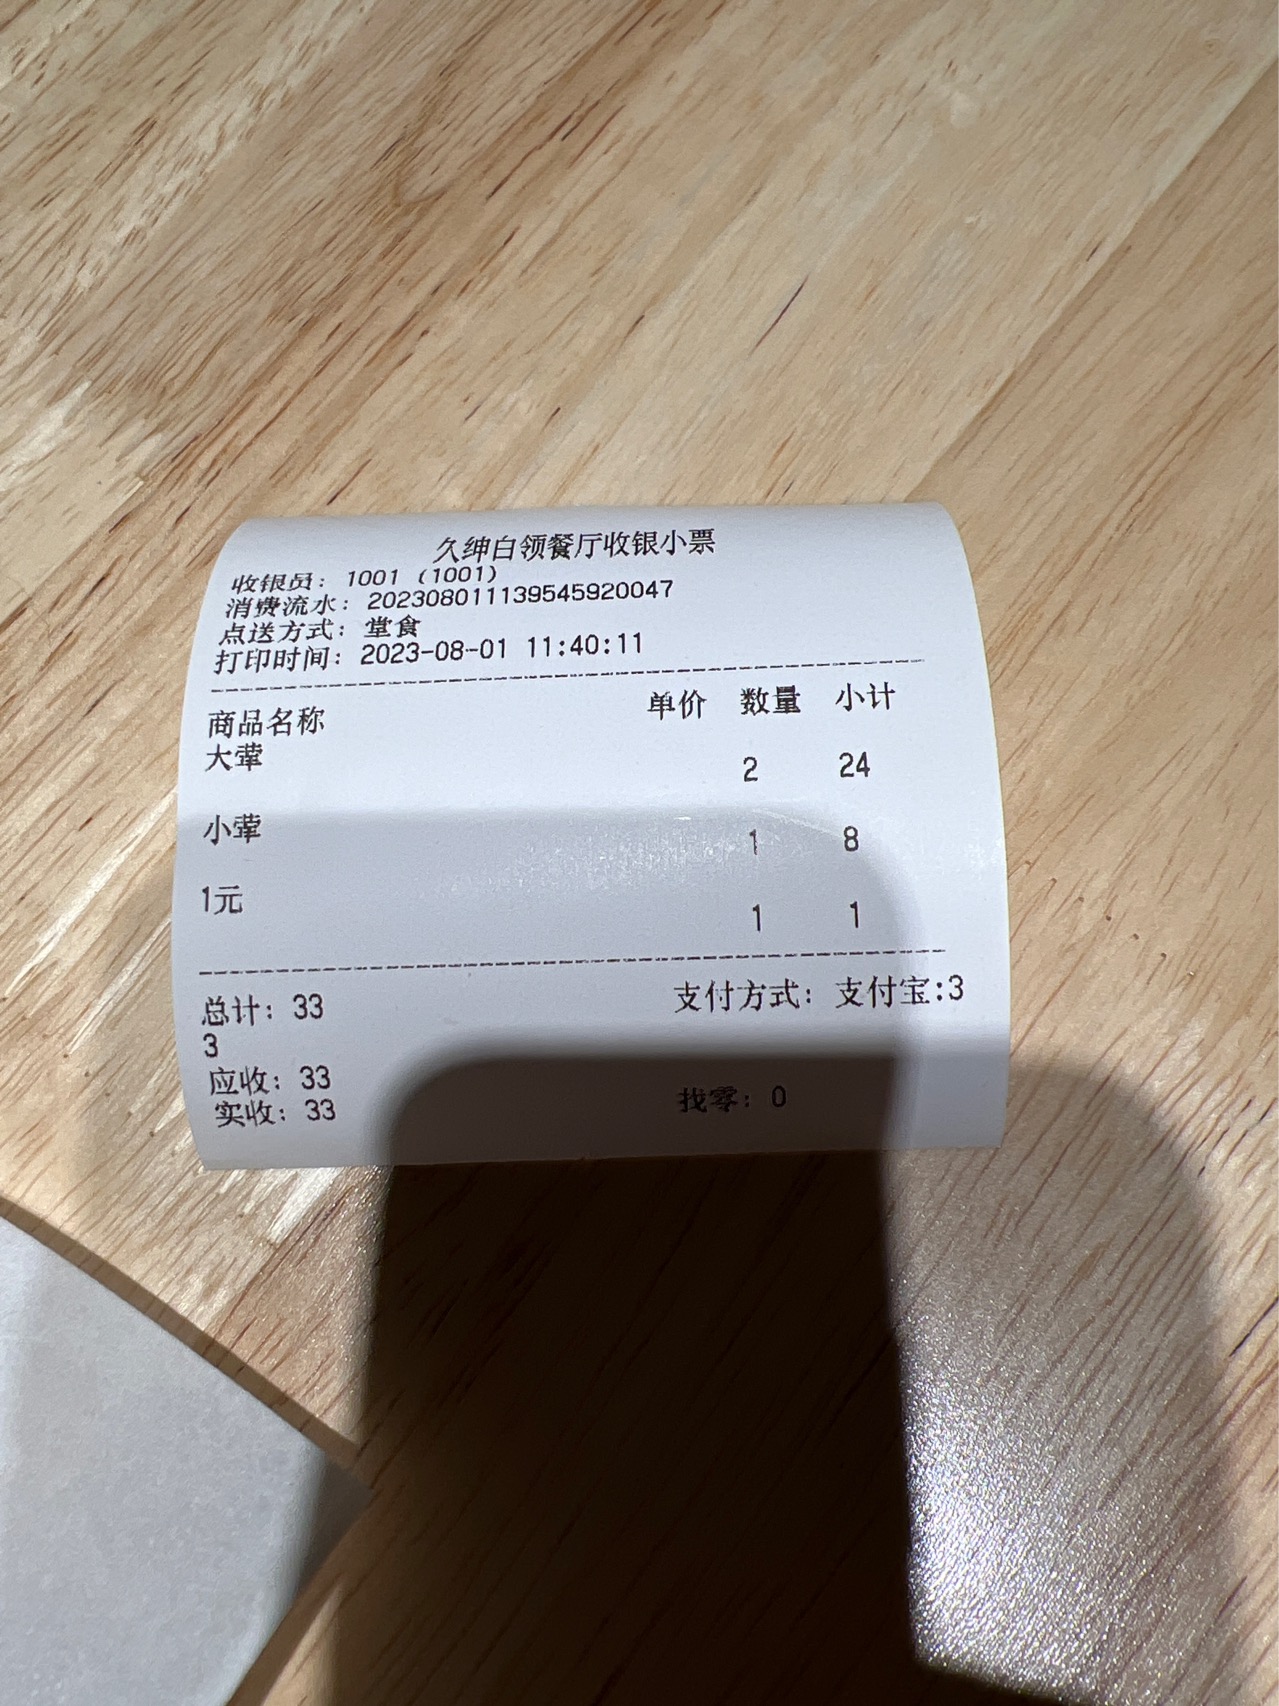 久绅白领餐厅收银小票
收银员: 1001 (1001)
消费流水: 202308011139545920047
点送方式: 堂食
打印时间: 2023-08-01 11:40:11
商品名称 单价 数量 小计
大荤 2 24
小荤 1 8
1元 1 1
总计: 33 支付方式: 支付宝:3
3
应收: 33
实收: 33 找零: 0